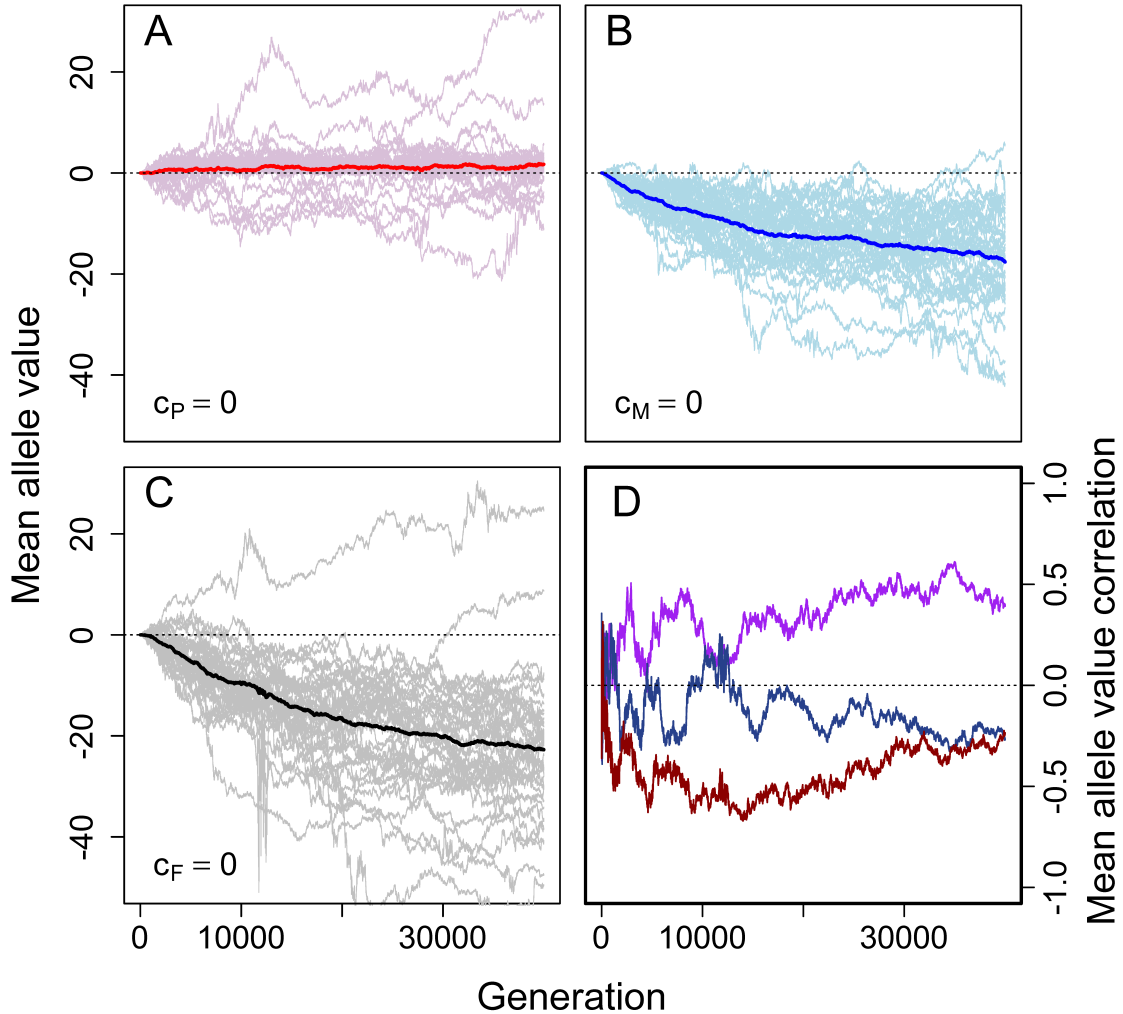 A
B
20
0
-20
-40
cP = 0
cM = 0
Mean allele value
C
D
20
0
-20
-40
cF = 0
1.0
0.5
0.0
-0.5
-1.0
Mean allele value correlation
0 10000 30000
0 10000 30000
Generation